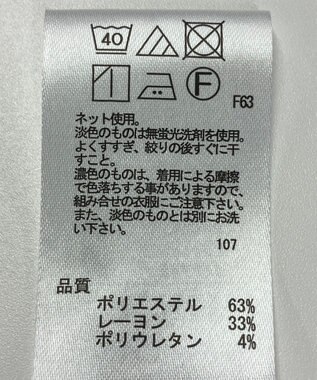 40
F
F63
ネット使用。
淡色のものは無蛍光洗剤を使用。
よくすすぎ、絞りの後すぐに干
すこと。
濃色のものは、着用による摩擦
で色落ちする事がありますので、
組み合せの衣服にご注意下さい。
また、淡色のものとは別にお洗
い下さい。
107
品質
ポリエステル 63%
レーヨン 33%
ポリウレタン 4%